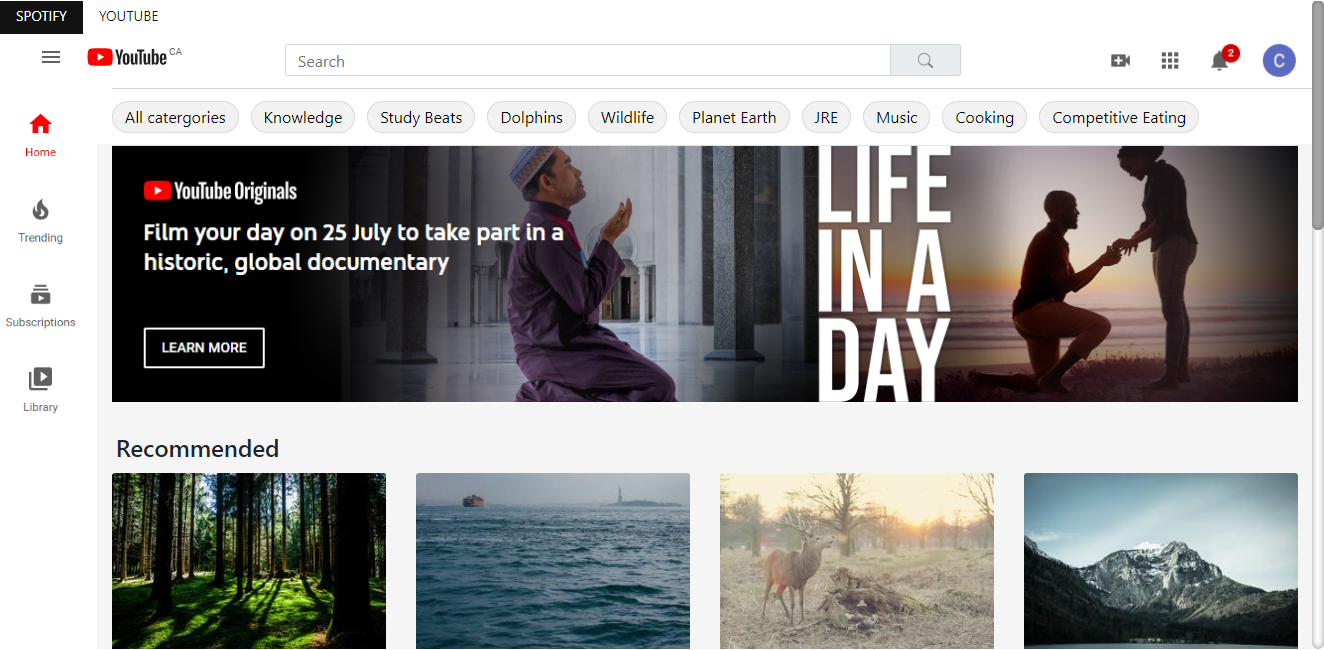 SPOTIFY YOUTUBE
YouTube CA
Search
2
C
All catergories Knowledge Study Beats Dolphins Wildlife Planet Earth JRE Music Cooking Competitive Eating
Home
Trending
Subscriptions
Library
YouTube Originals
Film your day on 25 July to take part in a
historic, global documentary
LEARN MORE
LIFE
IN A
DAY
Recommended